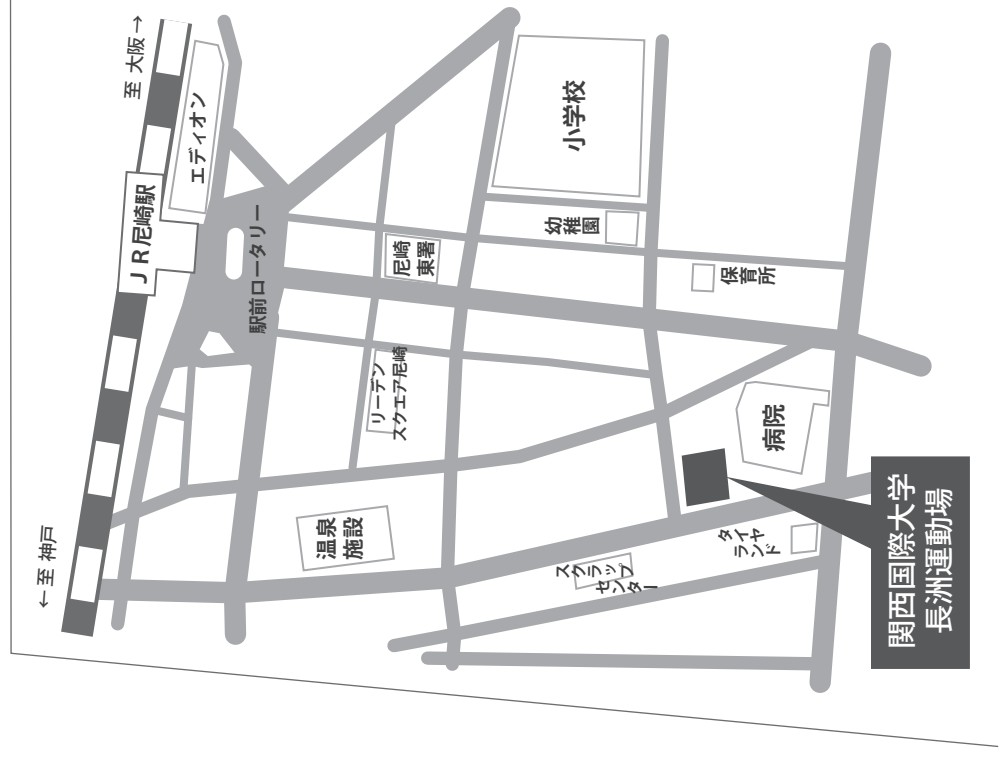 至 大阪→
エディオン
ＪＲ尼崎駅
駅前ロータリー
←至 神戸
小学校
幼
稚
園
尼崎
東署
保育
所
リーデン
スクエア尼崎
病院
温泉
施設
スクラップ
センター
タイヤ
ランド
関西国際大学
長洲運動場